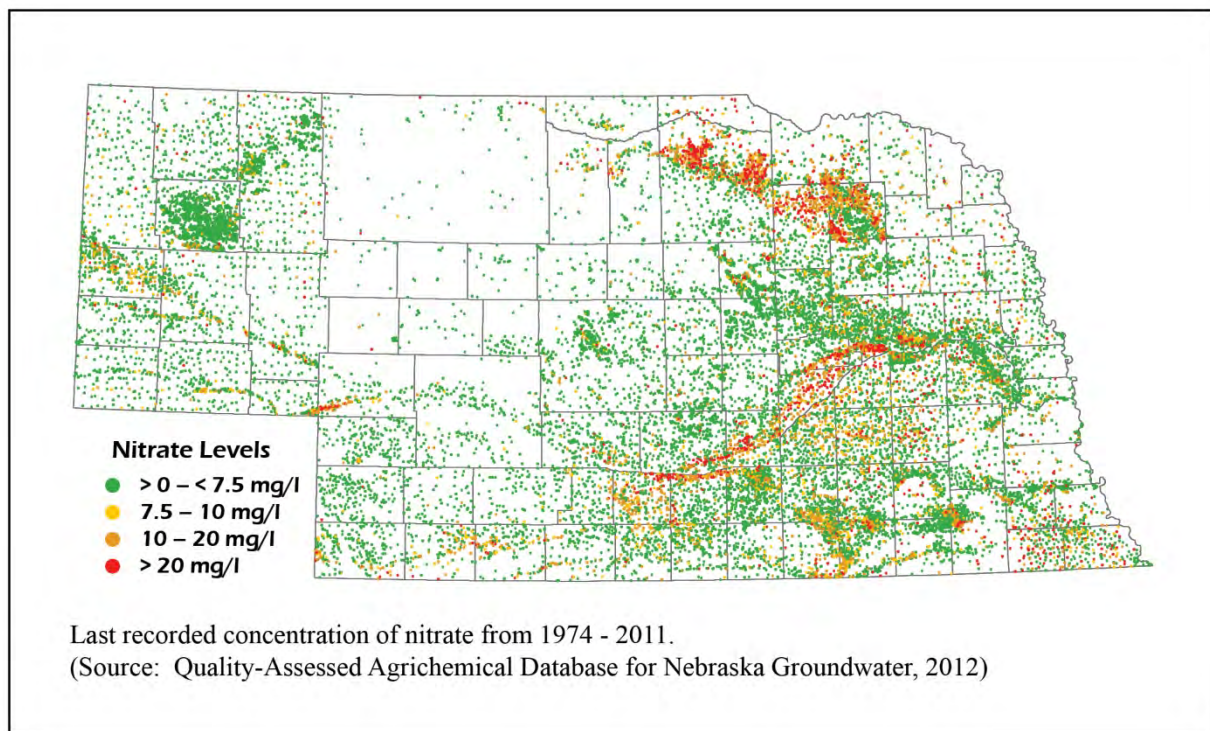 Nitrate Levels
> 0 – < 7.5 mg/l
7.5 – 10 mg/l
10 – 20 mg/l
> 20 mg/l
Last recorded concentration of nitrate from 1974 - 2011.
(Source:  Quality-Assessed Agrichemical Database for Nebraska Groundwater, 2012)